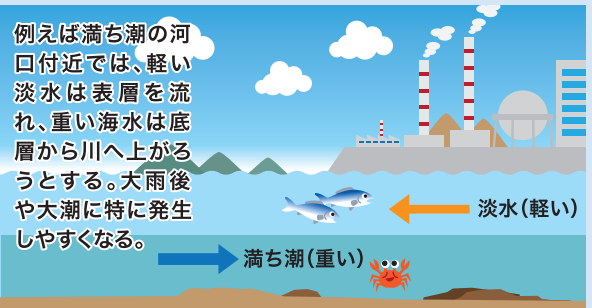 例えば満ち潮の河
口付近では、軽い
淡水は表層を流
れ、重い海水は底
層から川へ上がろ
うとする。大雨後
や大潮に特に発生
しやすくなる。
淡水（軽い）
満ち潮（重い）